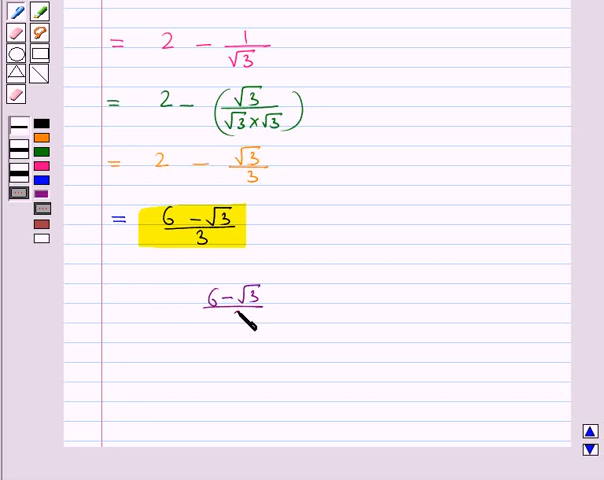 = 2 - 1/√3
= 2 - (√3/(√3×√3))
= 2 - √3/3
= (6 - √3)/3
6 - √3